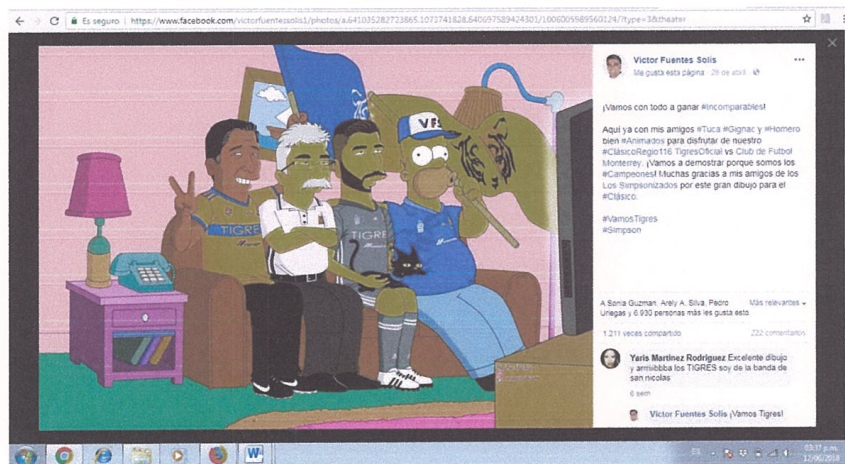 Es seguro | https://www.facebook.com/victorfuentessolis1/photos/a.641035282723865.1073741828.640697589424301/1006005989560124/?type=3&theater
Victor Fuentes Solis
Me gusta esta página · 28 de abril
¡Vamos con todo a ganar #Incomparables!
Aquí ya con mis amigos #Tuca #Gignac y #Homero
bien #Animados para disfrutar de nuestro
#ClásicoRegio116 TigresOficial vs Club de Futbol
Monterrey. ¡Vamos a demostrar porque somos los
#Campeones! Muchas gracias a mis amigos de los
Los Simpsonizados por este gran dibujo para el
#Clásico.
#VamosTigres
#Simpson
VFS
TIGRES
TIGRE
A Sonia Guzman, Arely A. Silva, Pedro
Uriegas y 6.930 personas más les gusta esto
Más relevantes
1.211 veces compartido
222 comentarios
Yaris Martinez Rodriguez Excelente dibujo
y arrriibbba los TIGRES soy de la banda de
san nicolas
6 sem
Victor Fuentes Solis ¡Vamos Tigres!
ES
03:37 p.m.
12/06/2018